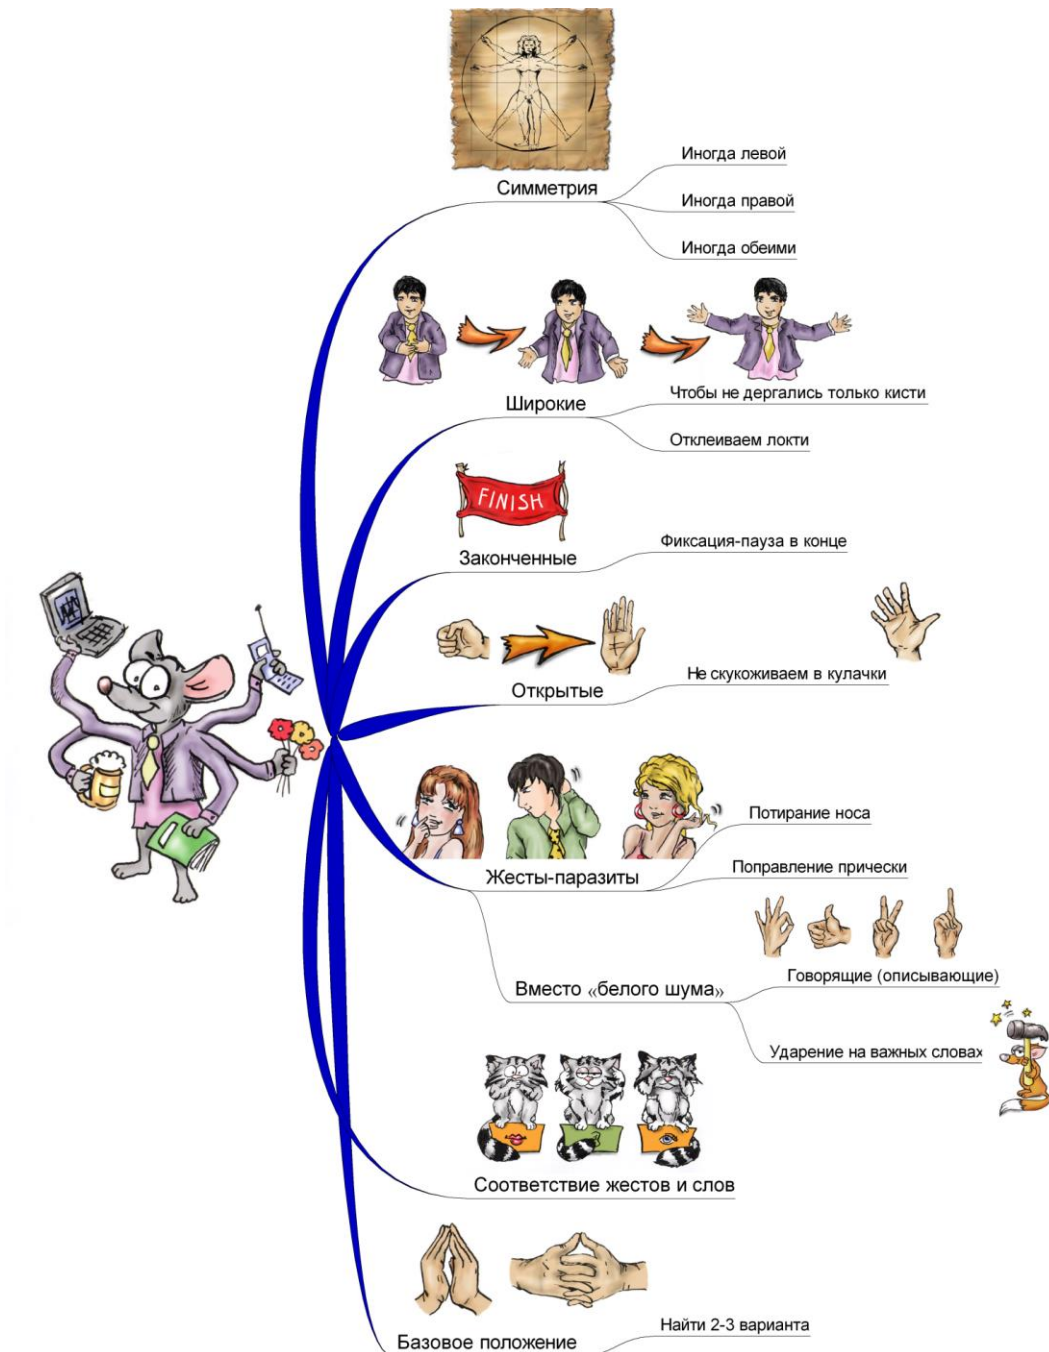 Симметрия
Иногда левой
Иногда правой
Иногда обеими
Широкие
Чтобы не дергались только кисти
Отклеиваем локти
FINISH
Законченные
Фиксация-пауза в конце
Открытые
Не скукоживаем в кулачки
Жесты-паразиты
Потирание носа
Поправление прически
Вместо «белого шума»
Говорящие (описывающие)
Ударение на важных словах
Соответствие жестов и слов
Базовое положение
Найти 2-3 варианта